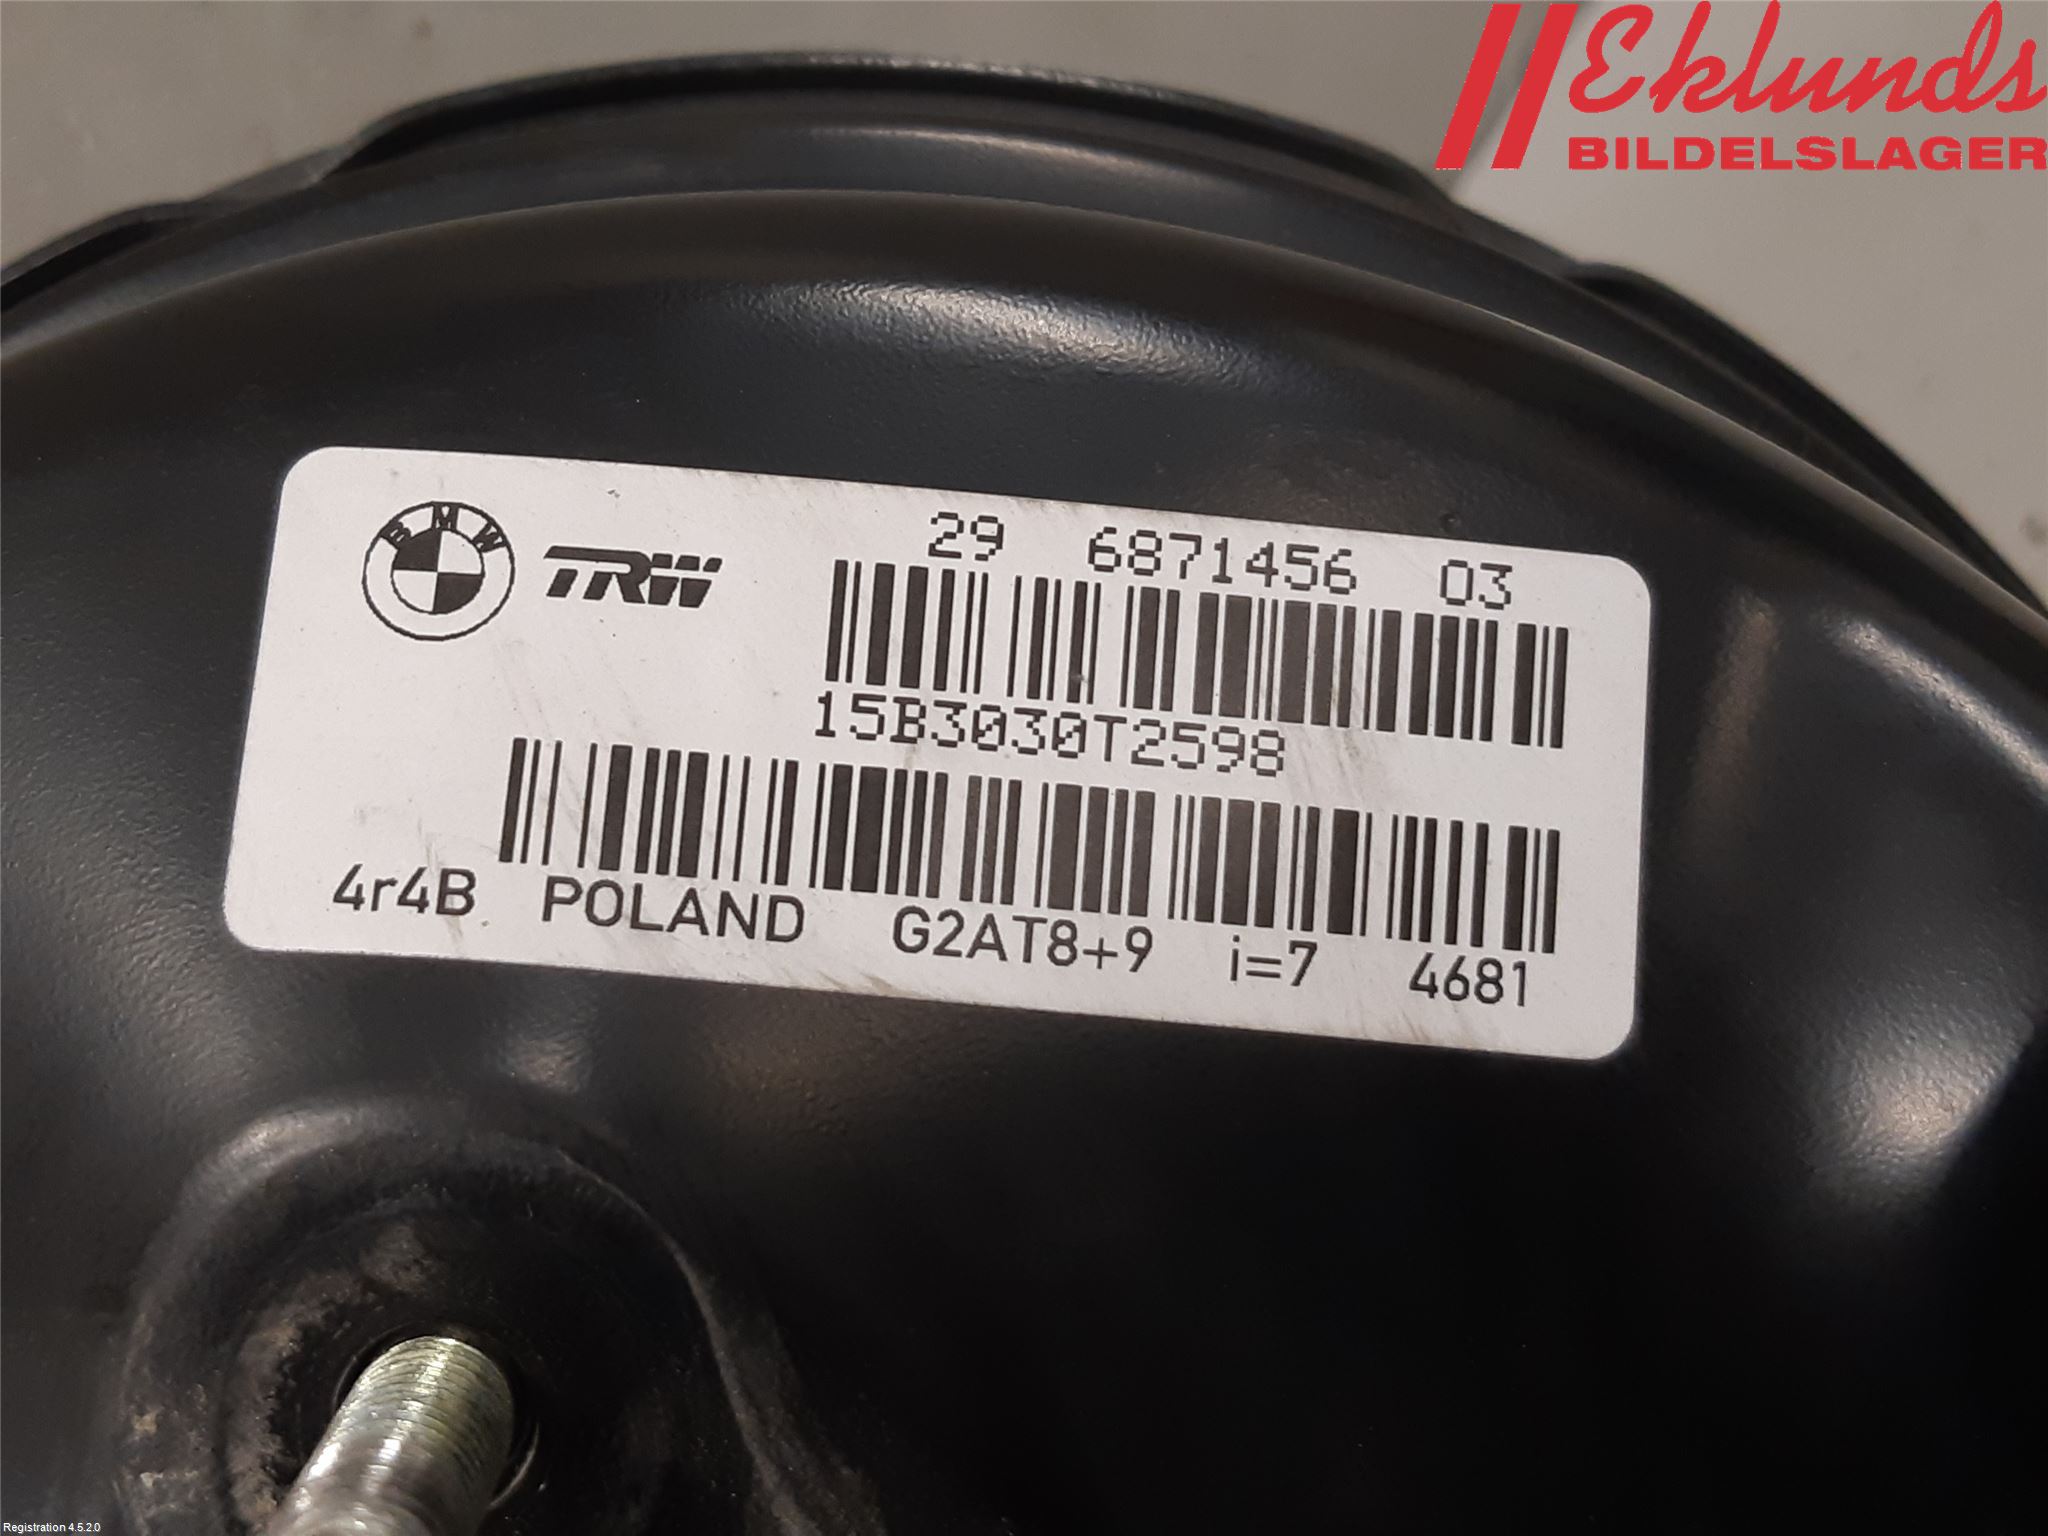 Eklunds
BILDELSLAGER
BMW TRW
29 6871456 03
15B3030T2598
4r4B POLAND G2AT8+9 i=7 4681
Registration 4.5.2.0